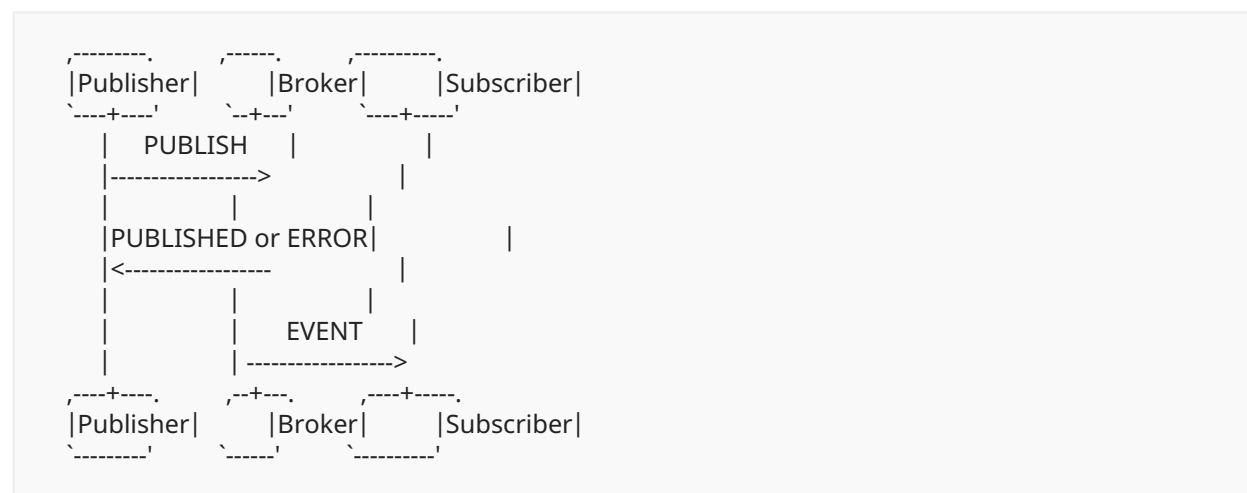 ,---------.          ,------.          ,----------.
|Publisher|          |Broker|          |Subscriber|
`----+----'          `--+---'          `----+-----'
     |     PUBLISH      |                   |
     |------------------>                   |
     |                  |                   |
     |PUBLISHED or ERROR|                   |
     |<------------------                   |
     |                  |                   |
     |                  |       EVENT       |
     |                  | ------------------>
,----+----.          ,--+---.          ,----+-----.
|Publisher|          |Broker|          |Subscriber|
`---------'          `------'          `----------'